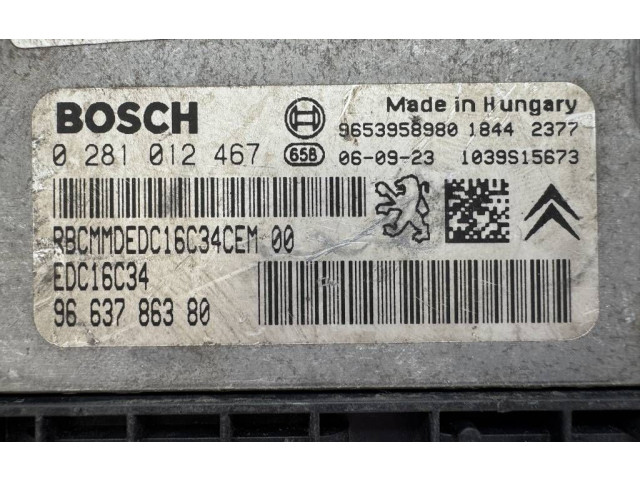 BOSCH
Made in Hungary
9653958980 1844 2377
0 281 012 467
658
06-09-23 1039S15673
RBCMMDEDC16C34CEM 00
EDC16C34
96 637 863 80